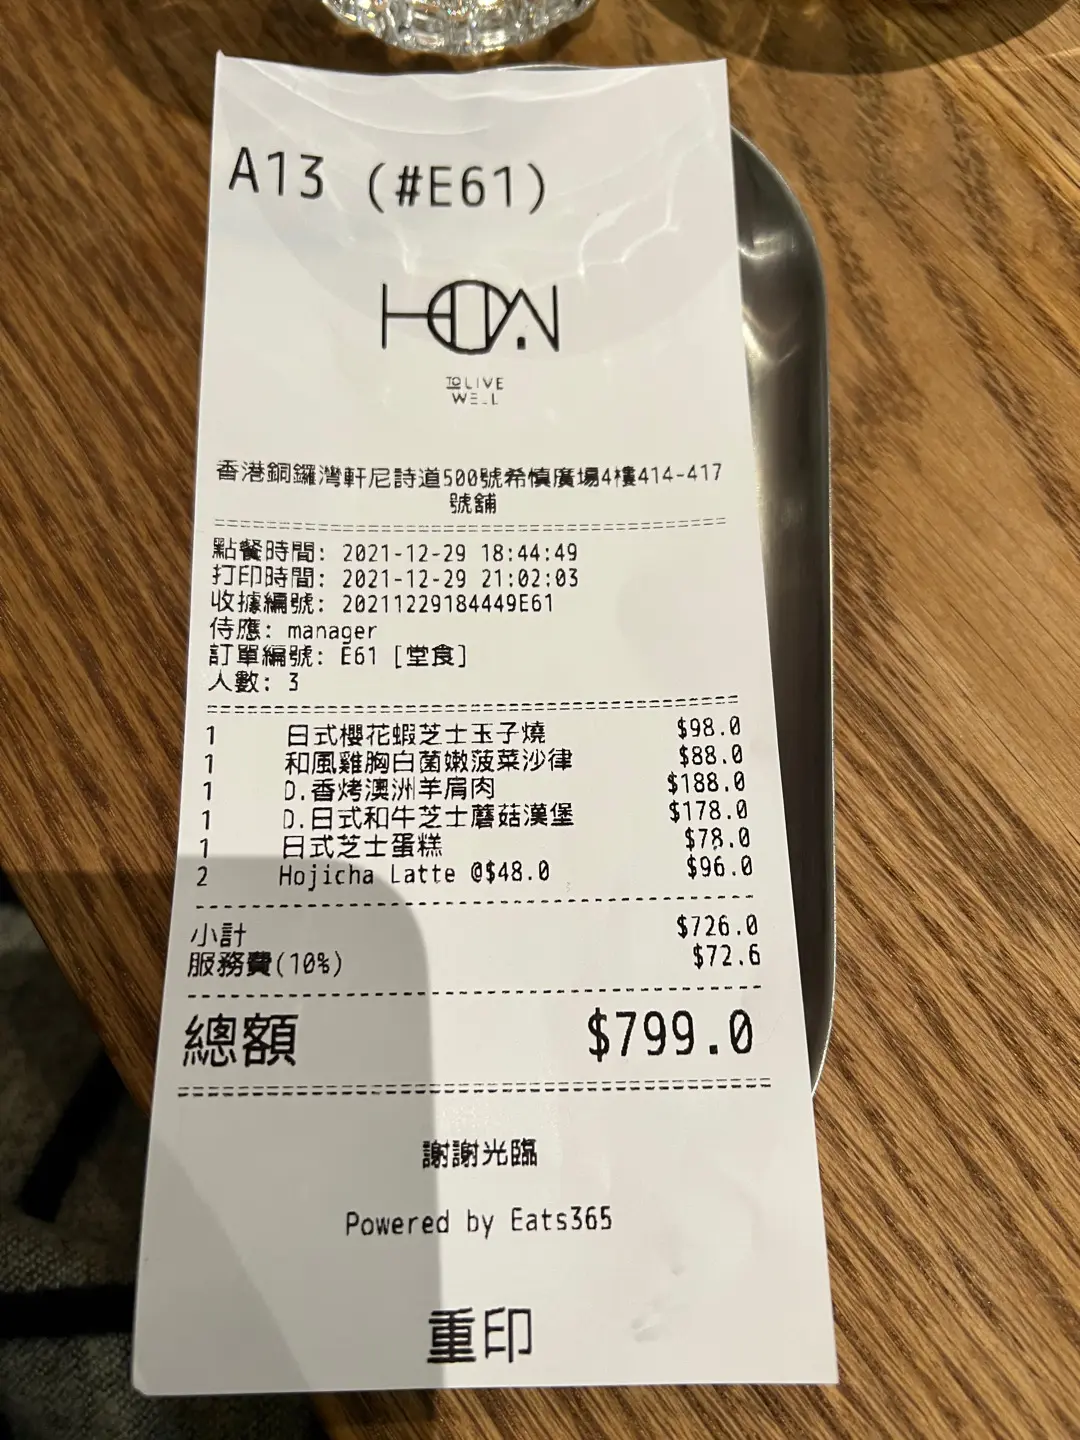 A13 (#E61)
HOW
TO LIVE
WELL
香港銅鑼灣軒尼詩道500號希慎廣場4樓414-417
號舖
點餐時間: 2021-12-29 18:44:49
打印時間: 2021-12-29 21:02:03
收據編號: 20211229184449E61
侍應: manager
訂單編號: E61 [堂食]
人數: 3
1 日式櫻花蝦芝士玉子燒 $98.0
1 和風雞胸白菌嫩菠菜沙律 $88.0
1 D.香烤澳洲羊肩肉 $188.0
1 D.日式和牛芝士蘑菇漢堡 $178.0
1 日式芝士蛋糕 $78.0
2 Hojicha Latte @$48.0 $96.0
小計 $726.0
服務費(10%) $72.6
總額 $799.0
謝謝光臨
Powered by Eats365
重印